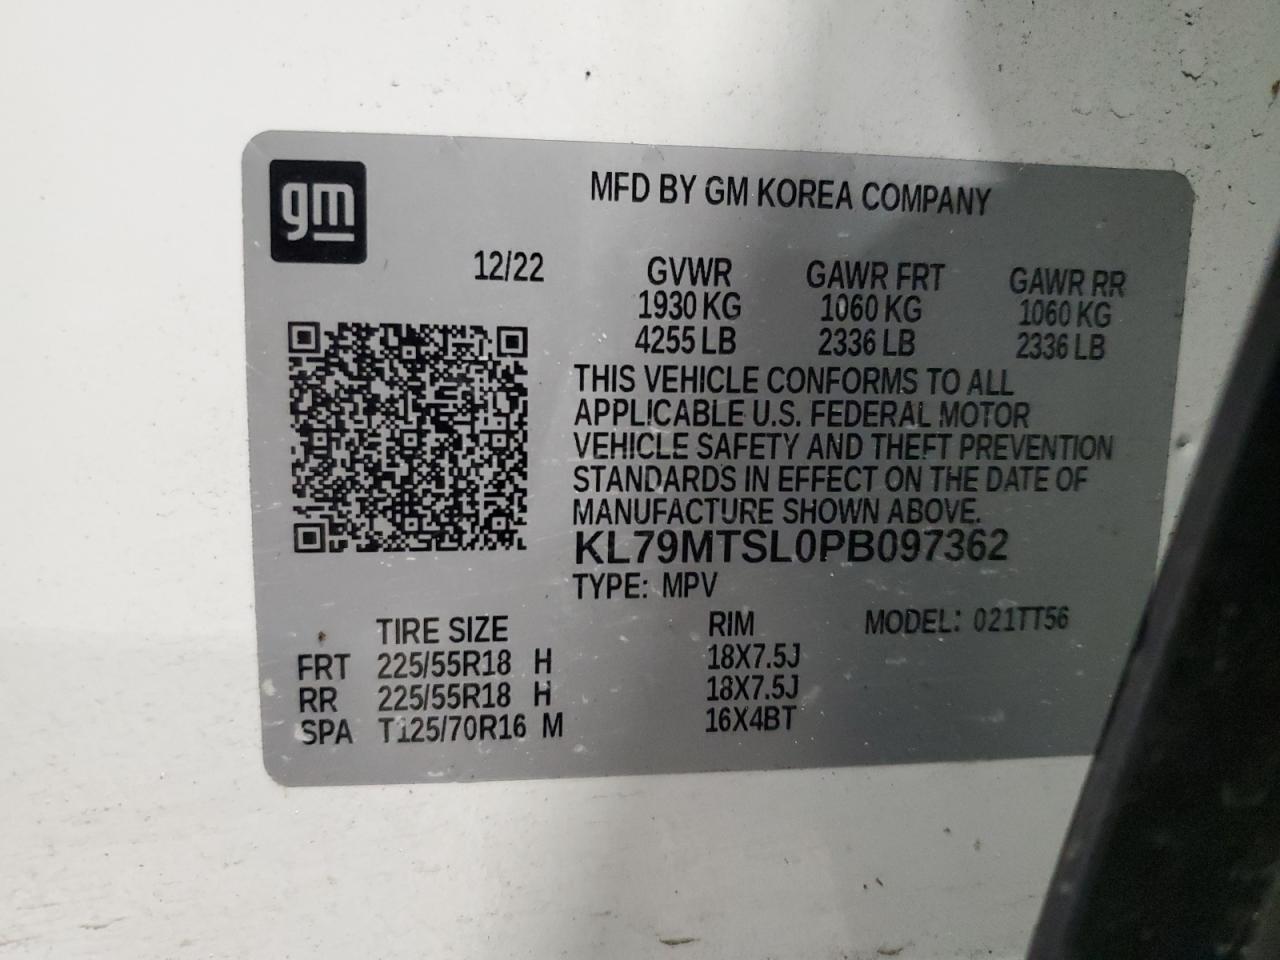 gm
MFD BY GM KOREA COMPANY
12/22 GVWR GAWR FRT GAWR RR
1930 KG 1060 KG 1060 KG
4255 LB 2336 LB 2336 LB
THIS VEHICLE CONFORMS TO ALL
APPLICABLE U.S. FEDERAL MOTOR
VEHICLE SAFETY AND THEFT PREVENTION
STANDARDS IN EFFECT ON THE DATE OF
MANUFACTURE SHOWN ABOVE.
KL79MTSL0PB097362
TYPE: MPV
TIRE SIZE RIM MODEL: 021TT56
FRT 225/55R18 H 18X7.5J
RR 225/55R18 H 18X7.5J
SPA T125/70R16 M 16X4BT